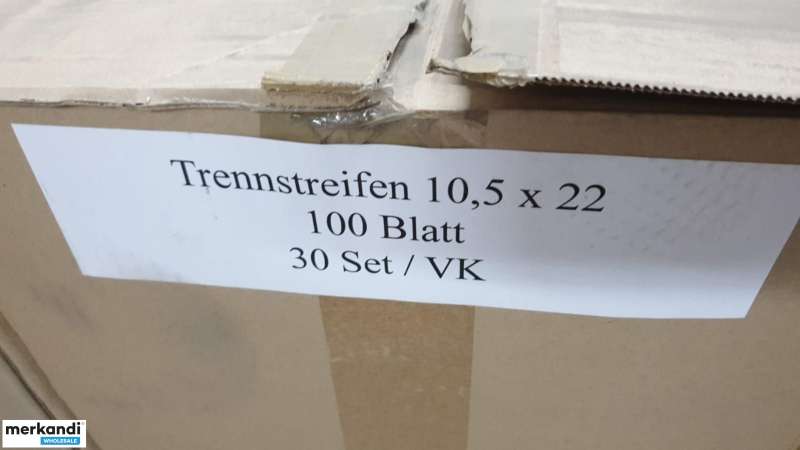 Trennstreifen 10,5 x 22
100 Blatt
30 Set / VK
merkandi
WHOLESALE